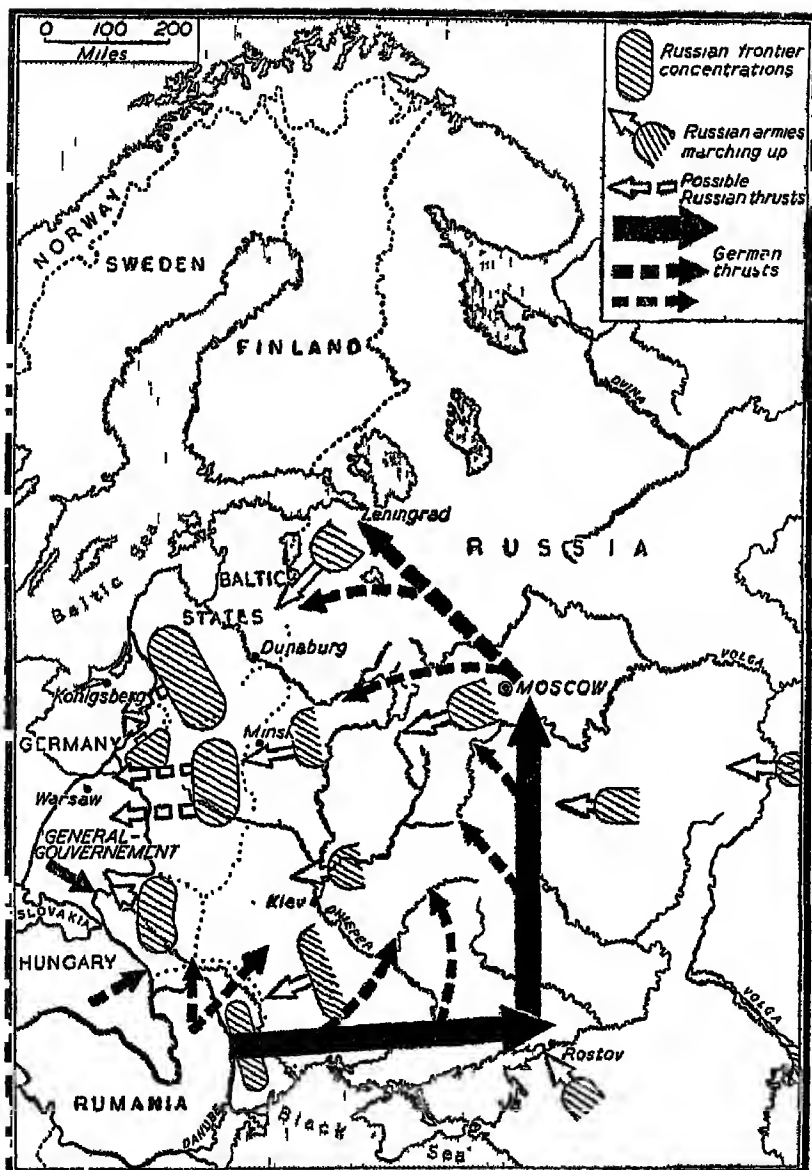 0 100 200
Miles
Russian frontier
concentrations
Russian armies
marching up
Possible
Russian thrusts
German
thrusts
NORWAY
SWEDEN
FINLAND
DVINA
Baltic Sea
Leningrad
RUSSIA
BALTIC
STATES
Dunaburg
Königsberg
MOSCOW
VOLGA
GERMANY
Minsk
Warsaw
GENERAL-
GOUVERNEMENT
Kiev
DNIEPER
SLOVAKIA
HUNGARY
VOLGA
Rostov
RUMANIA
DANUBE
Black
Sea